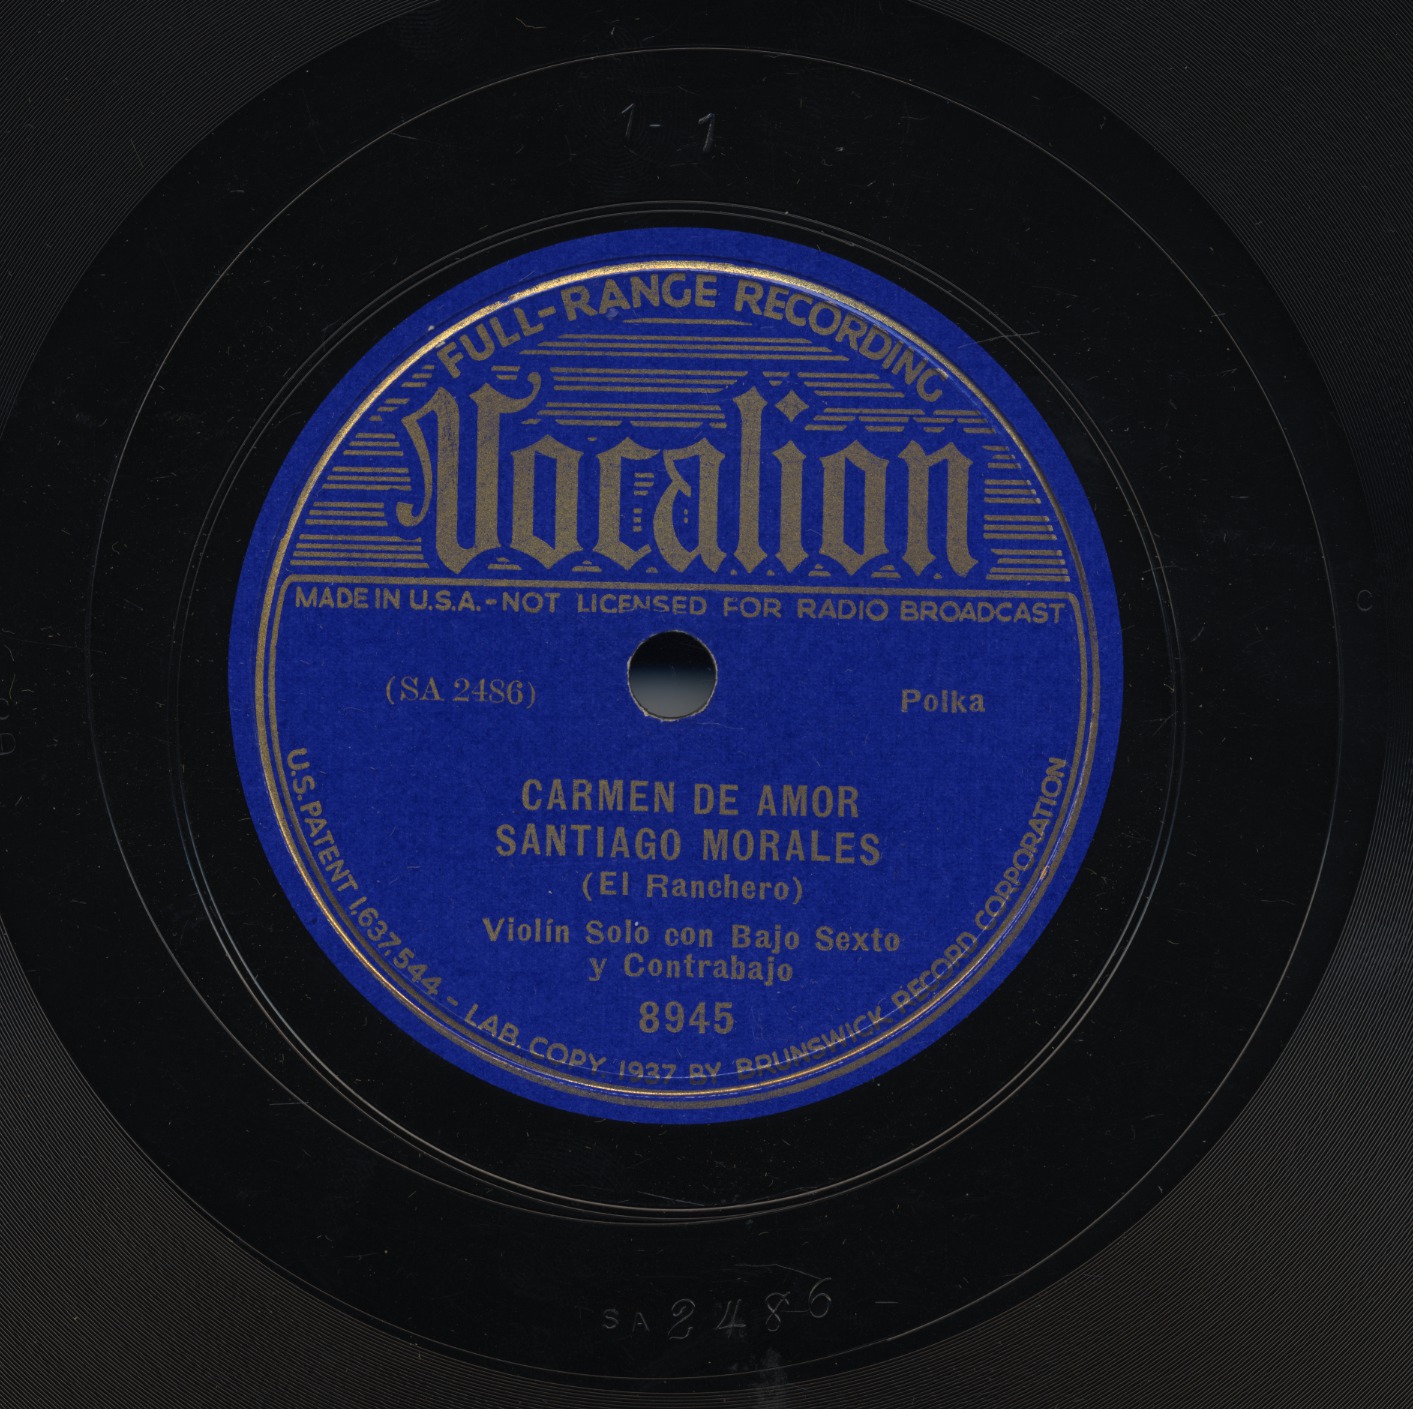 1-1
FULL-RANGE RECORDING
Vocalion
MADE IN U.S.A.-NOT LICENSED FOR RADIO BROADCAST
(SA 2486)
Polka
CARMEN DE AMOR
SANTIAGO MORALES
(El Ranchero)
Violín Solo con Bajo Sexto
y Contrabajo
8945
U.S. PATENT 1,637,544 - LAB. COPY, 1937 BY BRUNSWICK RECORD CORPORATION
SA 2486 -
C